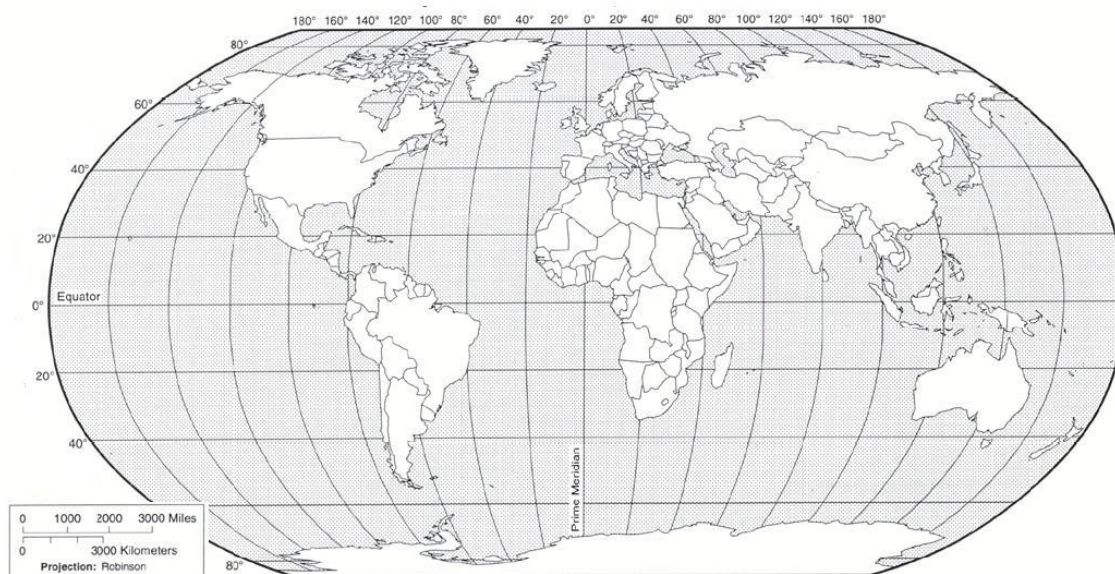 180° 160° 140° 120° 100° 80° 60° 40° 20° 0° 20° 40° 60° 80° 100° 120° 140° 160° 180°
80°
60°
40°
20°
Equator
0°
20°
40°
Prime Meridian
0 1000 2000 3000 Miles
0 3000 Kilometers
Projection: Robinson
80°